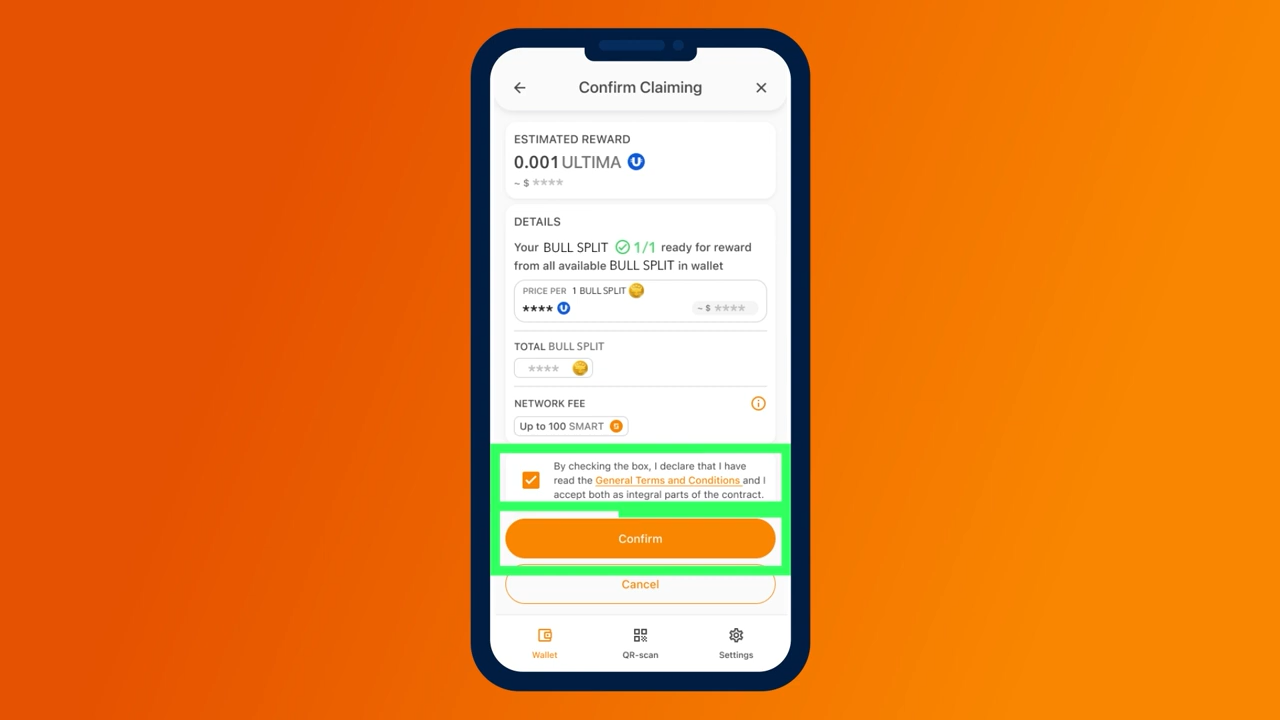 Confirm Claiming
ESTIMATED REWARD
0.001 ULTIMA
~ $ ****
DETAILS
Your BULL SPLIT 1/1 ready for reward
from all available BULL SPLIT in wallet
PRICE PER 1 BULL SPLIT
****
~ $ ****
TOTAL BULL SPLIT
****
NETWORK FEE
Up to 100 SMART
By checking the box, I declare that I have
read the General Terms and Conditions and I
accept both as integral parts of the contract.
Confirm
Cancel
Wallet
QR-scan
Settings